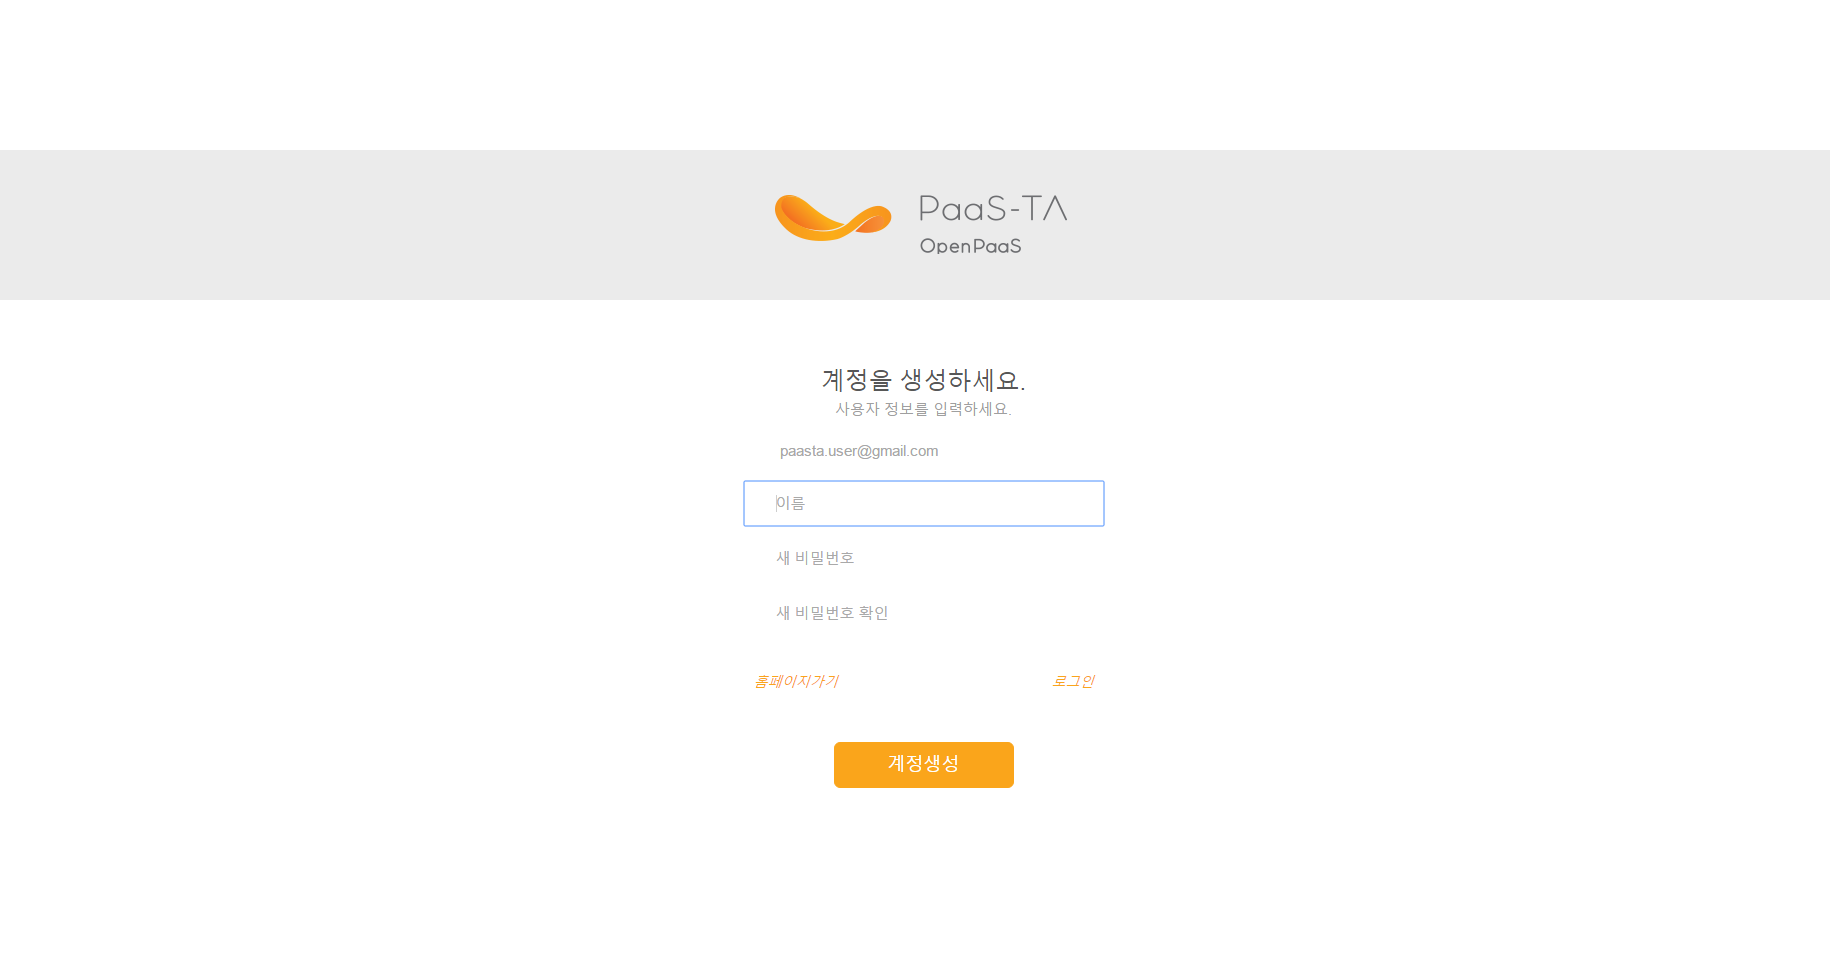 PaaS-TA
OpenPaaS
계정을 생성하세요.
사용자 정보를 입력하세요.
paasta.user@gmail.com
이름
새 비밀번호
새 비밀번호 확인
홈페이지가기 로그인
계정생성